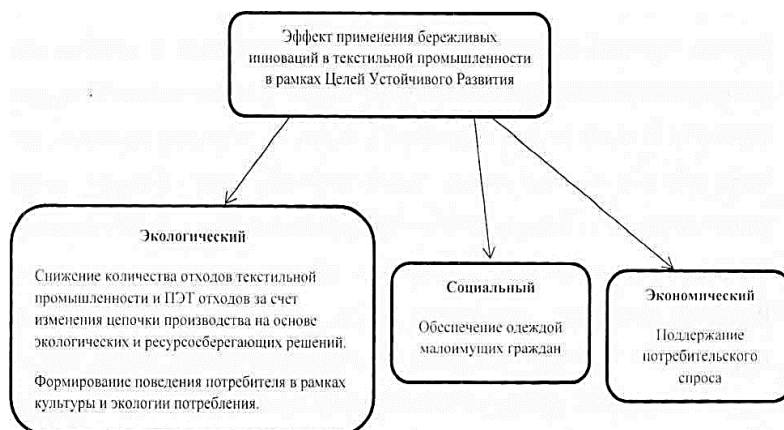 Эффект применения бережливых
инноваций в текстильной промышленности
в рамках Целей Устойчивого Развития
Экологический
Снижение количества отходов текстильной
промышленности и ПЭТ отходов за счет
изменения цепочки производства на основе
экологических и ресурсосберегающих решений.
Формирование поведения потребителя в рамках
культуры и экологии потребления.
Социальный
Обеспечение одеждой
малоимущих граждан
Экономический
Поддержание
потребительского
спроса